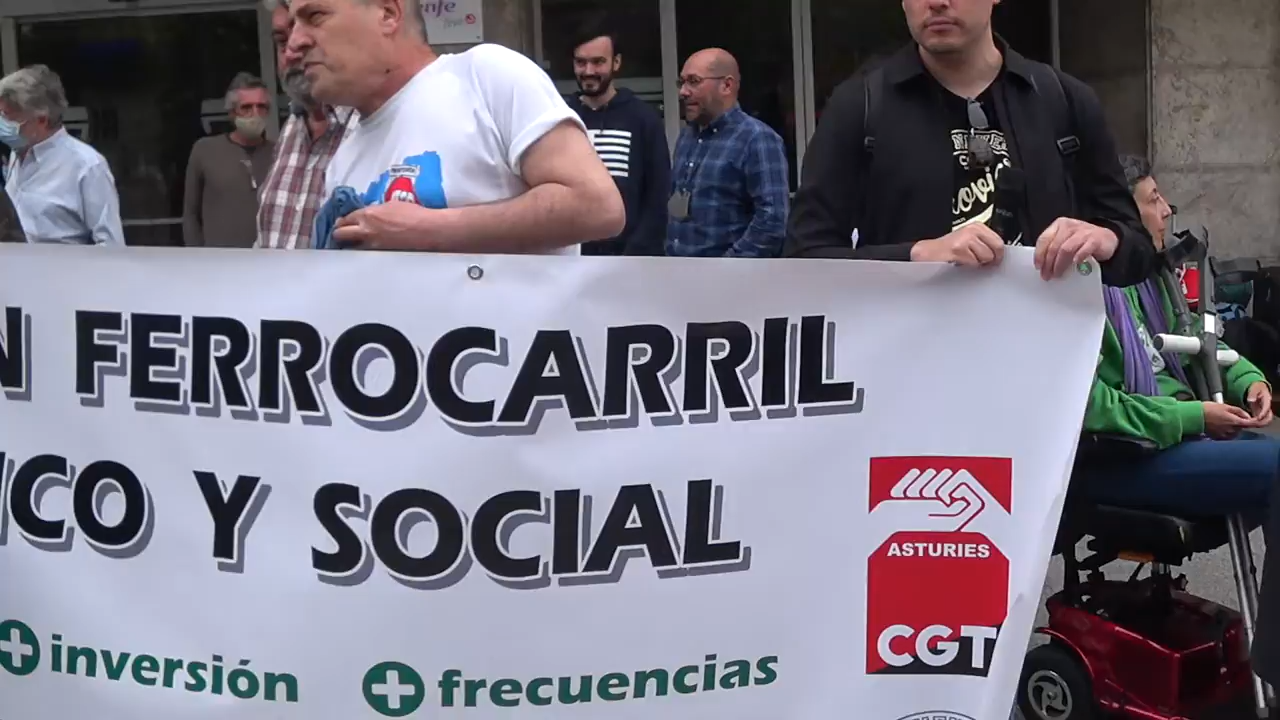 N FERROCARRIL
ICO Y SOCIAL
+ inversión + frecuencias
ASTURIES
CGT